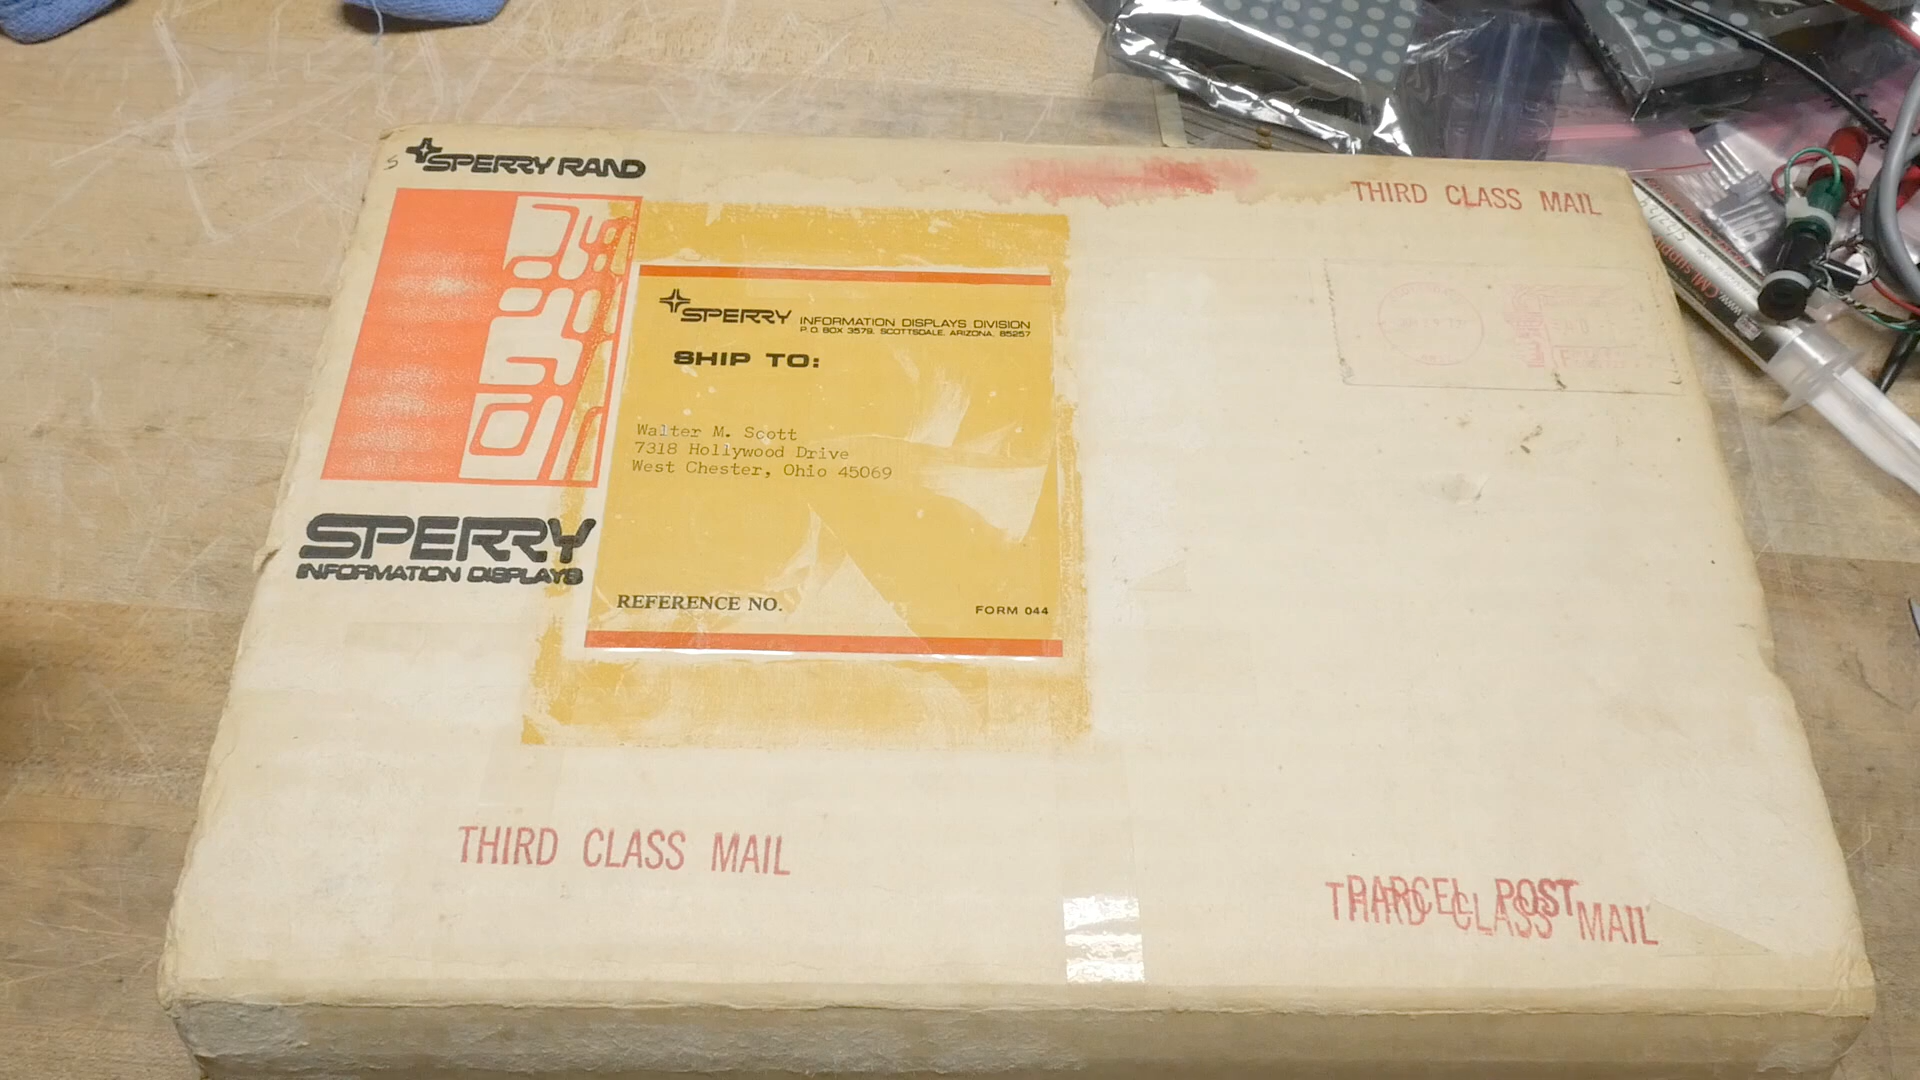 SPERRY RAND
THIRD CLASS MAIL
SPERRY INFORMATION DISPLAYS DIVISION
P.O. BOX 3579, SCOTTSDALE, ARIZONA, 85257
SHIP TO:
Walter M. Scott
7318 Hollywood Drive
West Chester, Ohio 45069
SPERRY
INFORMATION DISPLAYS
REFERENCE NO.
FORM 044
THIRD CLASS MAIL
PARCEL POST
THIRD CLASS MAIL